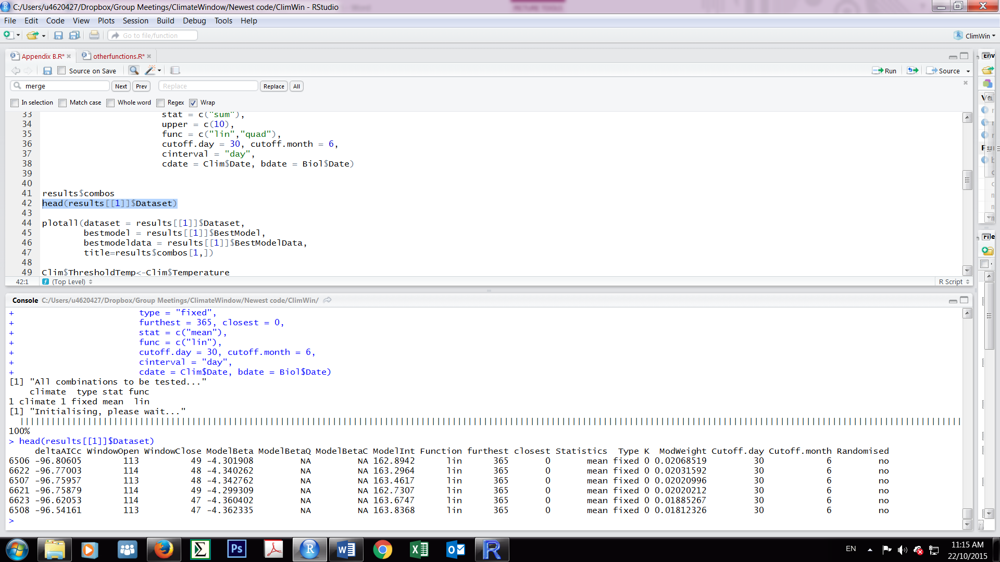 C:/Users/u4620427/Dropbox/Group Meetings/ClimateWindow/Newest code/ClimWin - RStudio
File Edit Code View Plots Session Build Debug Tools Help
Go to file/function
ClimWin
Appendix B.R*
otherfunctions.R*
Env
Source on Save
Run
Source
merge
Next
Prev
Replace
Replace
All
In selection
Match case
Whole word
Regex
Wrap
33 stat = c("sum"),
34 upper = c(10),
35 func = c("lin","quad"),
36 cutoff.day = 30, cutoff.month = 6,
37 cinterval = "day",
38 cdate = Clim$Date, bdate = Biol$Date)
39
40
41 results$combos
42 head(results[[1]]$Dataset)
43
44 plotall(dataset = results[[1]]$Dataset,
45 bestmodel = results[[1]]$BestModel,
46 bestmodeldata = results[[1]]$BestModelData,
47 title=results$combos[1,])
48
49 Clim$ThresholdTemp<-Clim$Temperature
42:1
(Top Level)
R Script
File
Console C:/Users/u4620427/Dropbox/Group Meetings/ClimateWindow/Newest code/ClimWin/
+ type = "fixed",
+ furthest = 365, closest = 0,
+ stat = c("mean"),
+ func = c("lin"),
+ cutoff.day = 30, cutoff.month = 6,
+ cinterval = "day",
+ cdate = Clim$Date, bdate = Biol$Date)
[1] "All combinations to be tested..."
climate type stat func
1 climate 1 fixed mean lin
[1] "Initialising, please wait..."
100%
> head(results[[1]]$Dataset)
deltaAICc WindowOpen WindowClose ModelBeta ModelBetaQ ModelBetaC ModelInt Function furthest closest Statistics Type K ModWeight Cutoff.day Cutoff.month Randomised
6506 -96.80605 113 49 -4.301908 NA NA 162.8942 lin 365 0 mean fixed 0 0.02068519 30 6 no
6622 -96.77003 114 48 -4.340262 NA NA 163.2964 lin 365 0 mean fixed 0 0.02031592 30 6 no
6507 -96.75957 113 48 -4.342762 NA NA 163.4617 lin 365 0 mean fixed 0 0.02020996 30 6 no
6621 -96.75879 114 49 -4.299309 NA NA 162.7307 lin 365 0 mean fixed 0 0.02020212 30 6 no
6623 -96.62053 114 47 -4.360402 NA NA 163.6747 lin 365 0 mean fixed 0 0.01885267 30 6 no
6508 -96.54161 113 47 -4.362335 NA NA 163.8368 lin 365 0 mean fixed 0 0.01812326 30 6 no
>
EN
11:15 AM
22/10/2015